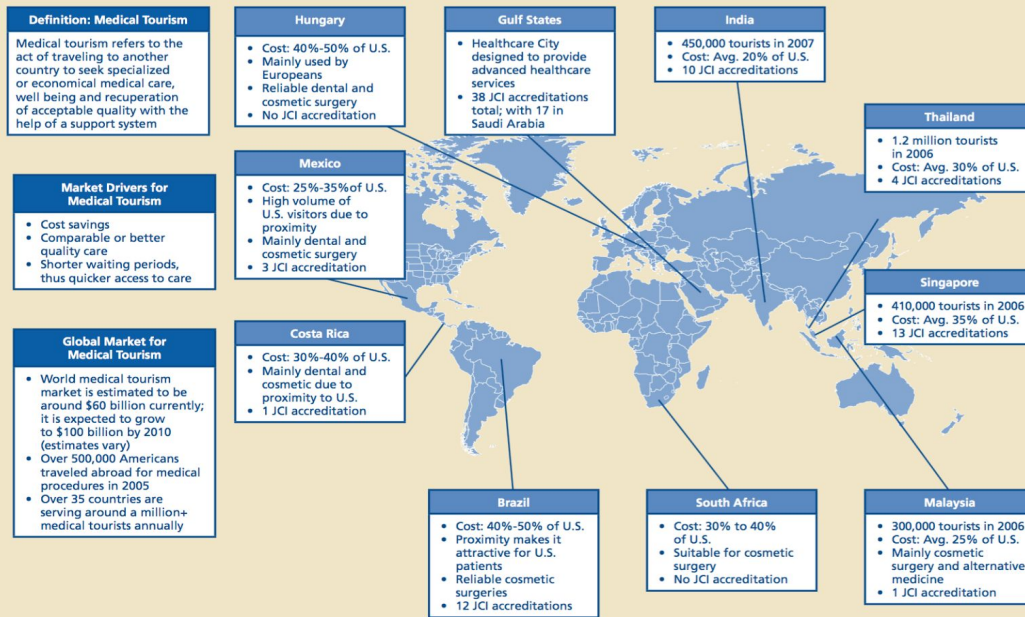 Definition: Medical Tourism
Medical tourism refers to the
act of traveling to another
country to seek specialized
or economical medical care,
well being and recuperation
of acceptable quality with the
help of a support system
Market Drivers for
Medical Tourism
• Cost savings
• Comparable or better
quality care
• Shorter waiting periods,
thus quicker access to care
Global Market for
Medical Tourism
• World medical tourism
market is estimated to be
around $60 billion currently;
it is expected to grow
to $100 billion by 2010
(estimates vary)
• Over 500,000 Americans
traveled abroad for medical
procedures in 2005
• Over 35 countries are
serving around a million+
medical tourists annually
Hungary
• Cost: 40%-50% of U.S.
• Mainly used by
Europeans
• Reliable dental and
cosmetic surgery
• No JCI accreditation
Gulf States
• Healthcare City
designed to provide
advanced healthcare
services
• 38 JCI accreditations
total; with 17 in
Saudi Arabia
India
• 450,000 tourists in 2007
• Cost: Avg. 20% of U.S.
• 10 JCI accreditations
Thailand
• 1.2 million tourists
in 2006
• Cost: Avg. 30% of U.S.
• 4 JCI accreditations
Mexico
• Cost: 25%-35%of U.S.
• High volume of
U.S. visitors due to
proximity
• Mainly dental and
cosmetic surgery
• 3 JCI accreditation
Singapore
• 410,000 tourists in 2006
• Cost: Avg. 35% of U.S.
• 13 JCI accreditations
Costa Rica
• Cost: 30%-40% of U.S.
• Mainly dental and
cosmetic due to
proximity to U.S.
• 1 JCI accreditation
Brazil
• Cost: 40%-50% of U.S.
• Proximity makes it
attractive for U.S.
patients
• Reliable cosmetic
surgeries
• 12 JCI accreditations
South Africa
• Cost: 30% to 40%
of U.S.
• Suitable for cosmetic
surgery
• No JCI accreditation
Malaysia
• 300,000 tourists in 2006
• Cost: Avg. 25% of U.S.
• Mainly cosmetic
surgery and alternative
medicine
• 1 JCI accreditation